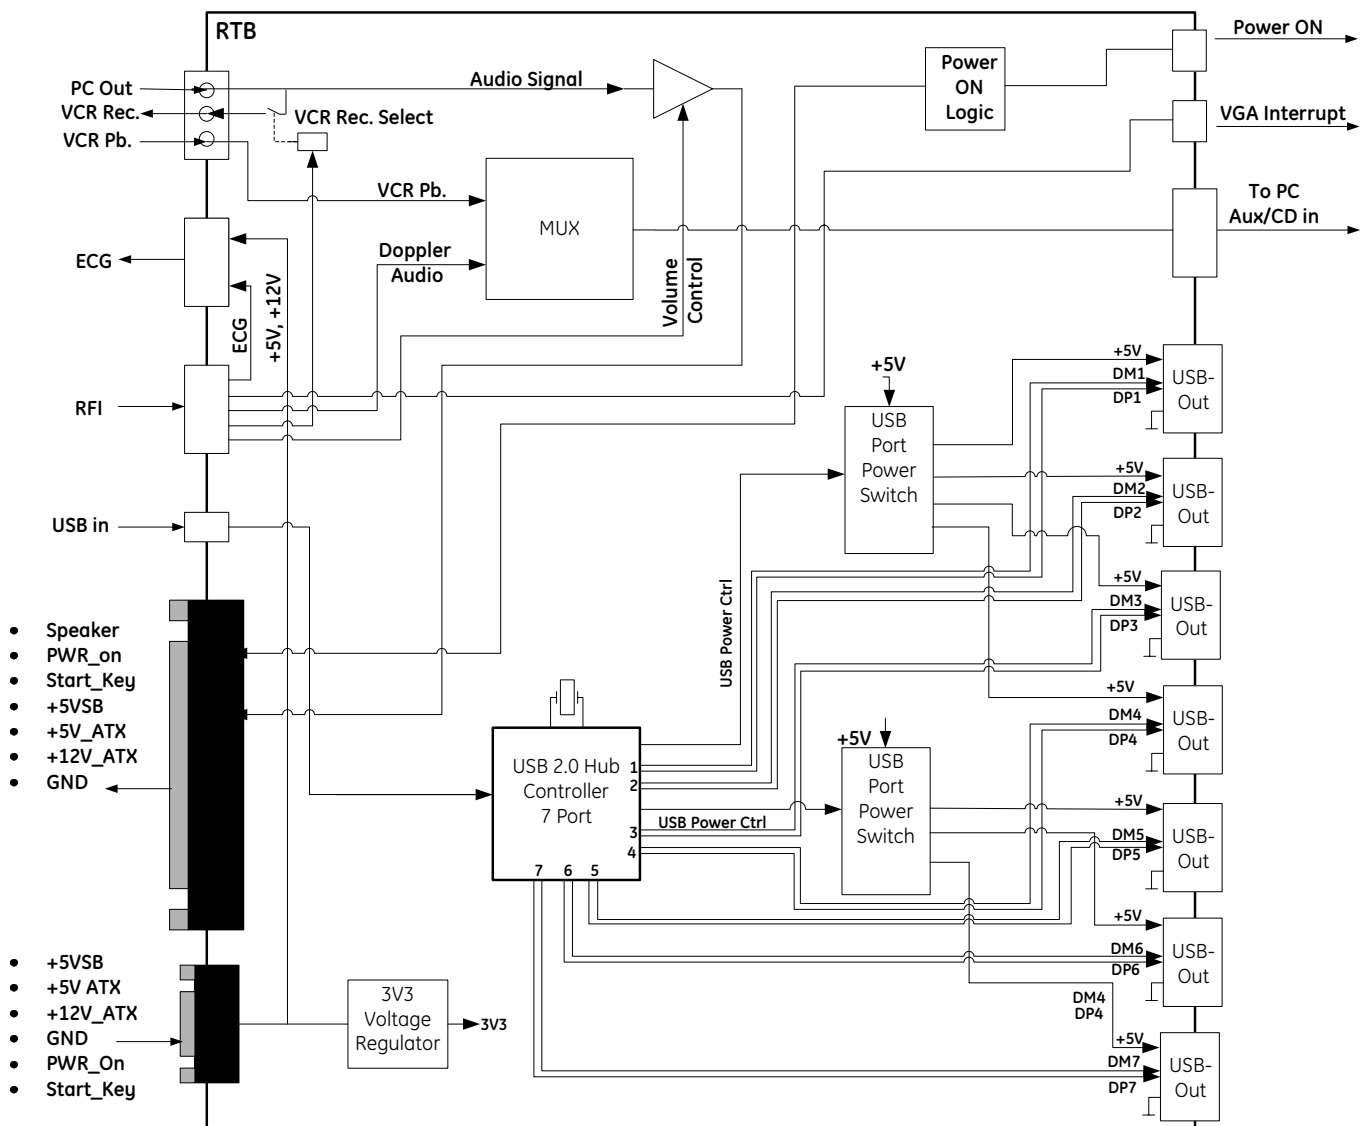 RTB
Power ON
PC Out
Audio Signal
Power
ON
Logic
VCR Rec.
VCR Rec. Select
VGA Interrupt
VCR Pb.
VCR Pb.
MUX
To PC
Aux/CD in
Doppler
Audio
ECG
ECG
+5V, +12V
Volume
Control
RFI
+5V
USB
Port
Power
Switch
+5V
DM1
DP1
USB-
Out
+5V
DM2
DP2
USB-
Out
USB in
+5V
DM3
DP3
USB-
Out
USB Power Ctrl
• Speaker
• PWR_on
• Start_Key
• +5VSB
• +5V_ATX
• +12V_ATX
• GND
+5V
DM4
DP4
USB-
Out
USB 2.0 Hub
Controller
7 Port
1
2
3
4
5
6
7
USB Power Ctrl
+5V
USB
Port
Power
Switch
+5V
DM5
DP5
USB-
Out
+5V
DM6
DP6
USB-
Out
DM4
DP4
+5V
DM7
DP7
USB-
Out
• +5VSB
• +5V ATX
• +12V_ATX
• GND
• PWR_On
• Start_Key
3V3
Voltage
Regulator
3V3